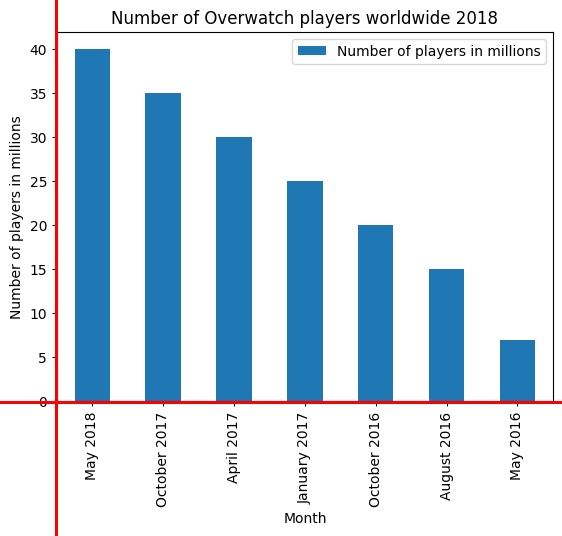 Number of Overwatch players worldwide 2018
Number of players in millions
Number of players in millions
40
35
30
25
20
15
10
5
0
May 2018
October 2017
April 2017
January 2017
October 2016
August 2016
May 2016
Month